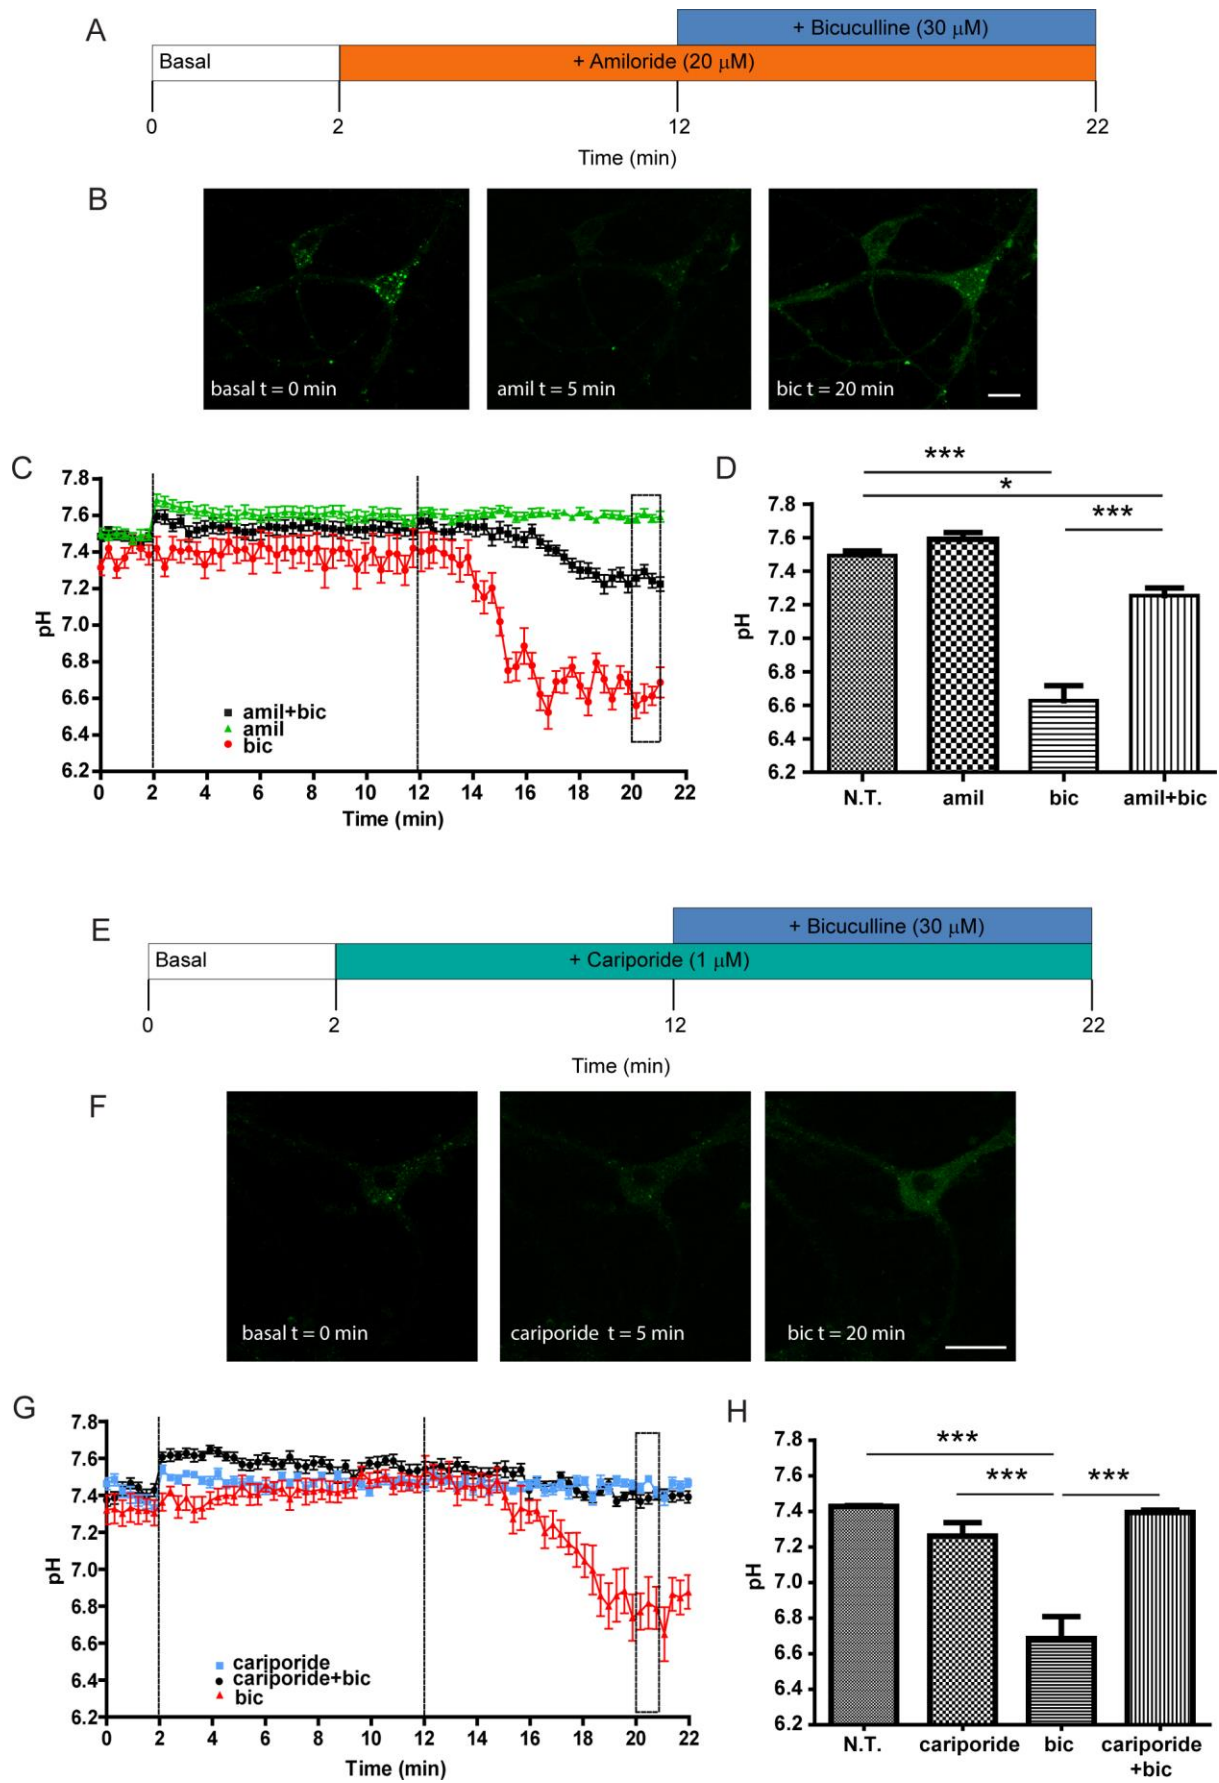 A
+ Bicuculline (30 μM)
Basal
+ Amiloride (20 μM)
0
2
12
22
Time (min)
B
basal t = 0 min
amil t = 5 min
bic t = 20 min
C
7.8
7.6
7.4
7.2
7.0
6.8
6.6
6.4
6.2
pH
amil+bic
amil
bic
0 2 4 6 8 10 12 14 16 18 20 22
Time (min)
D
***
*
***
7.8
7.6
7.4
7.2
7.0
6.8
6.6
6.4
6.2
pH
N.T. amil bic amil+bic
E
+ Bicuculline (30 μM)
Basal
+ Cariporide (1 μM)
0
2
12
22
Time (min)
F
basal t = 0 min
cariporide t = 5 min
bic t = 20 min
G
7.8
7.6
7.4
7.2
7.0
6.8
6.6
6.4
6.2
pH
cariporide
cariporide+bic
bic
0 2 4 6 8 10 12 14 16 18 20 22
Time (min)
H
***
*** ***
7.8
7.6
7.4
7.2
7.0
6.8
6.6
6.4
6.2
pH
N.T. cariporide bic cariporide
+bic